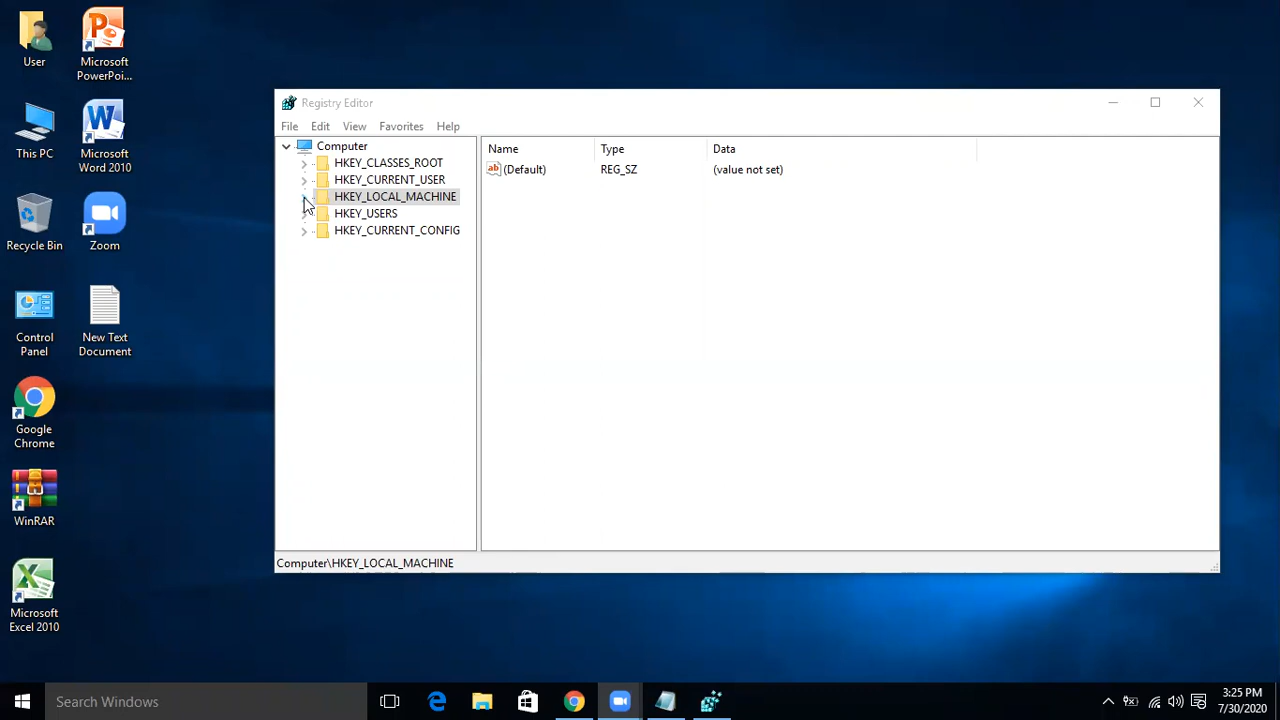 User
Microsoft
PowerPoi...
This PC
Microsoft
Word 2010
Recycle Bin
Zoom
Control
Panel
New Text
Document
Google
Chrome
WinRAR
Microsoft
Excel 2010
Registry Editor
File Edit View Favorites Help
Computer
HKEY_CLASSES_ROOT
HKEY_CURRENT_USER
HKEY_LOCAL_MACHINE
HKEY_USERS
HKEY_CURRENT_CONFIG
Name Type Data
ab (Default) REG_SZ (value not set)
Computer\HKEY_LOCAL_MACHINE
Search Windows
3:25 PM
7/30/2020